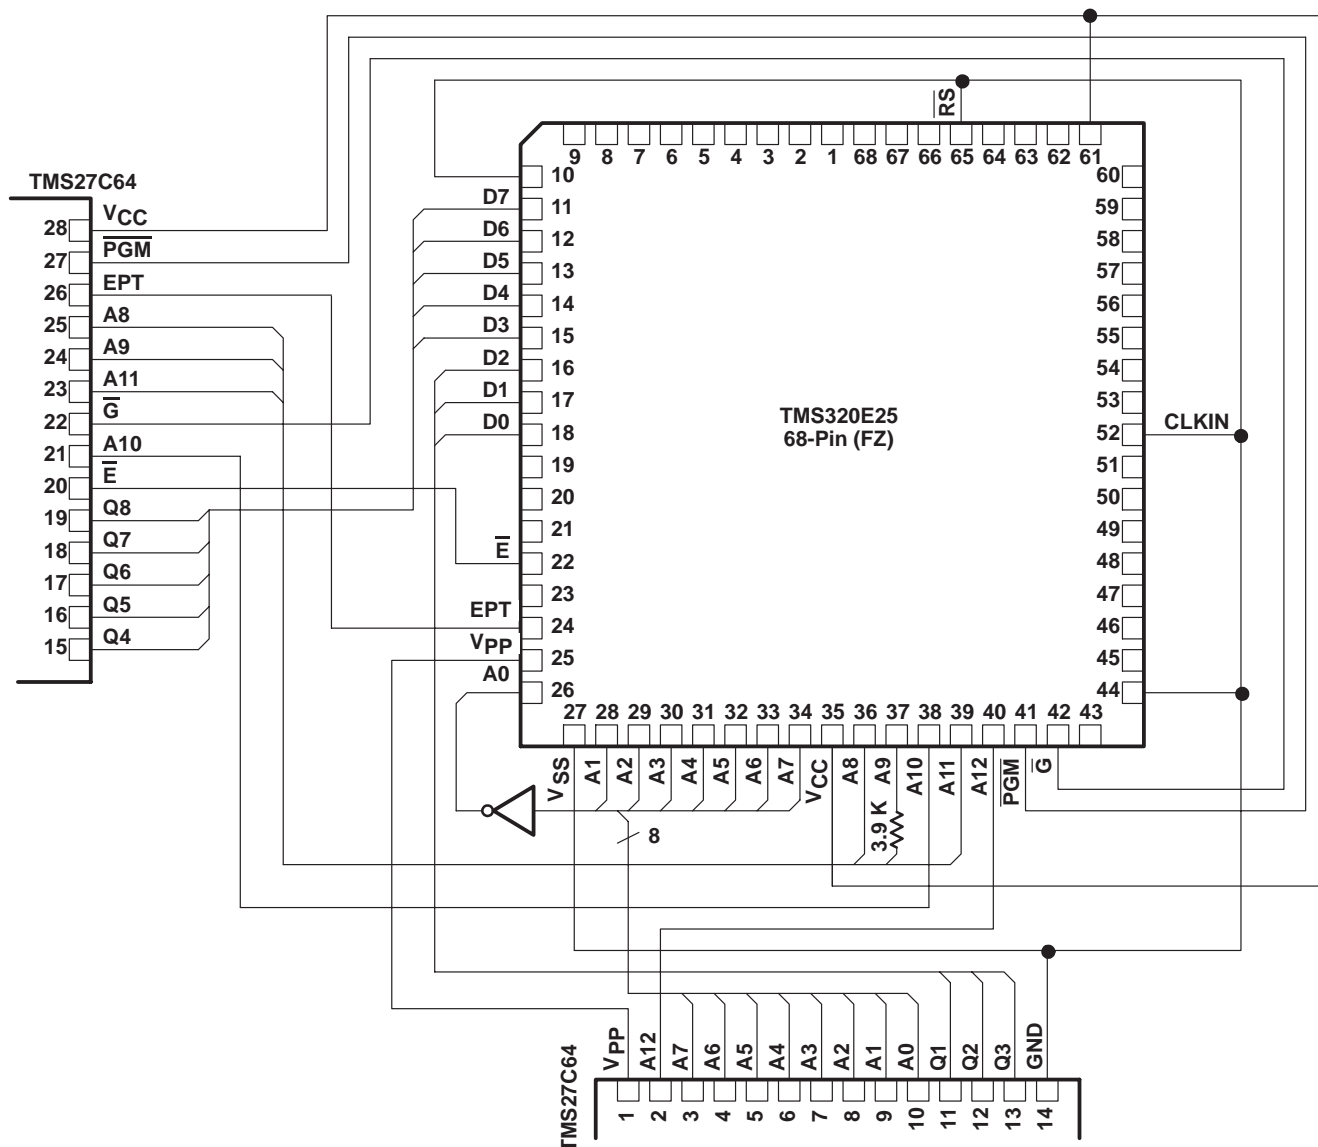 RS
9 8 7 6 5 4 3 2 1 68 67 66 65 64 63 62 61
TMS27C64
28 VCC
27 PGM
26 EPT
25 A8
24 A9
23 A11
22 G
21 A10
20 E
19 Q8
18 Q7
17 Q6
16 Q5
15 Q4
10
D7 11
D6 12
D5 13
D4 14
D3 15
D2 16
D1 17
D0 18
19
20
21
E 22
23
EPT 24
VPP 25
A0 26
TMS320E25
68-Pin (FZ)
60
59
58
57
56
55
54
53
52 CLKIN
51
50
49
48
47
46
45
44
27 28 29 30 31 32 33 34 35 36 37 38 39 40 41 42 43
VSS A1 A2 A3 A4 A5 A6 A7 VCC A8 A9 A10 A11 A12 PGM G
3.9 K
8
TMS27C64
VPP A12 A7 A6 A5 A4 A3 A2 A1 A0 Q1 Q2 Q3 GND
1 2 3 4 5 6 7 8 9 10 11 12 13 14